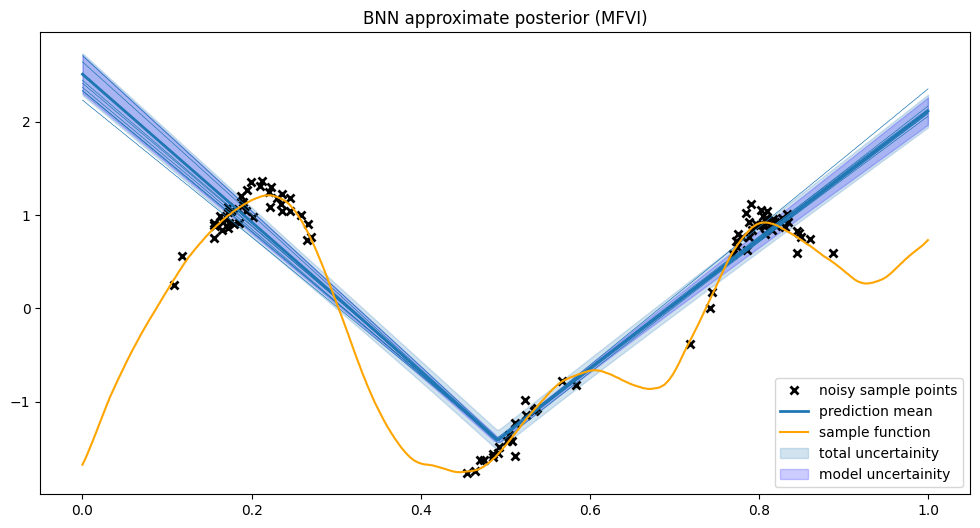 BNN approximate posterior (MFVI)
2
1
0
−1
0.0 0.2 0.4 0.6 0.8 1.0
noisy sample points
prediction mean
sample function
total uncertainity
model uncertainity